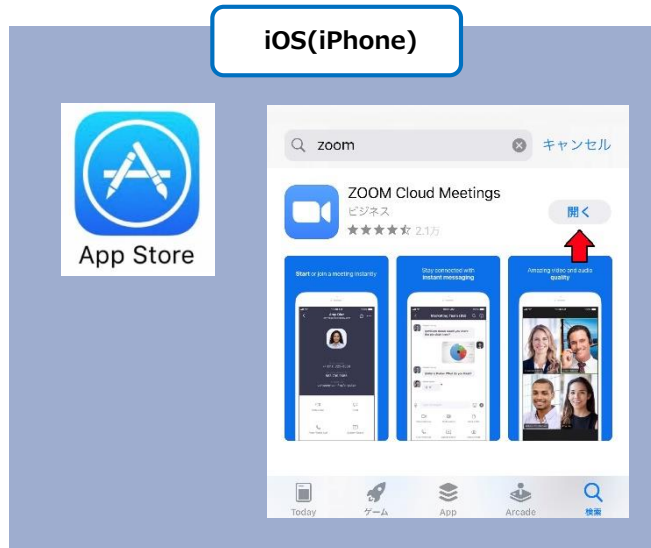 iOS(iPhone)
App Store
zoom
キャンセル
ZOOM Cloud Meetings
ビジネス
開く
2.1万
Start or join a meeting instantly
Stay connected with
instant messaging
Amazing video and audio
quality
Today
ゲーム
App
Arcade
検索